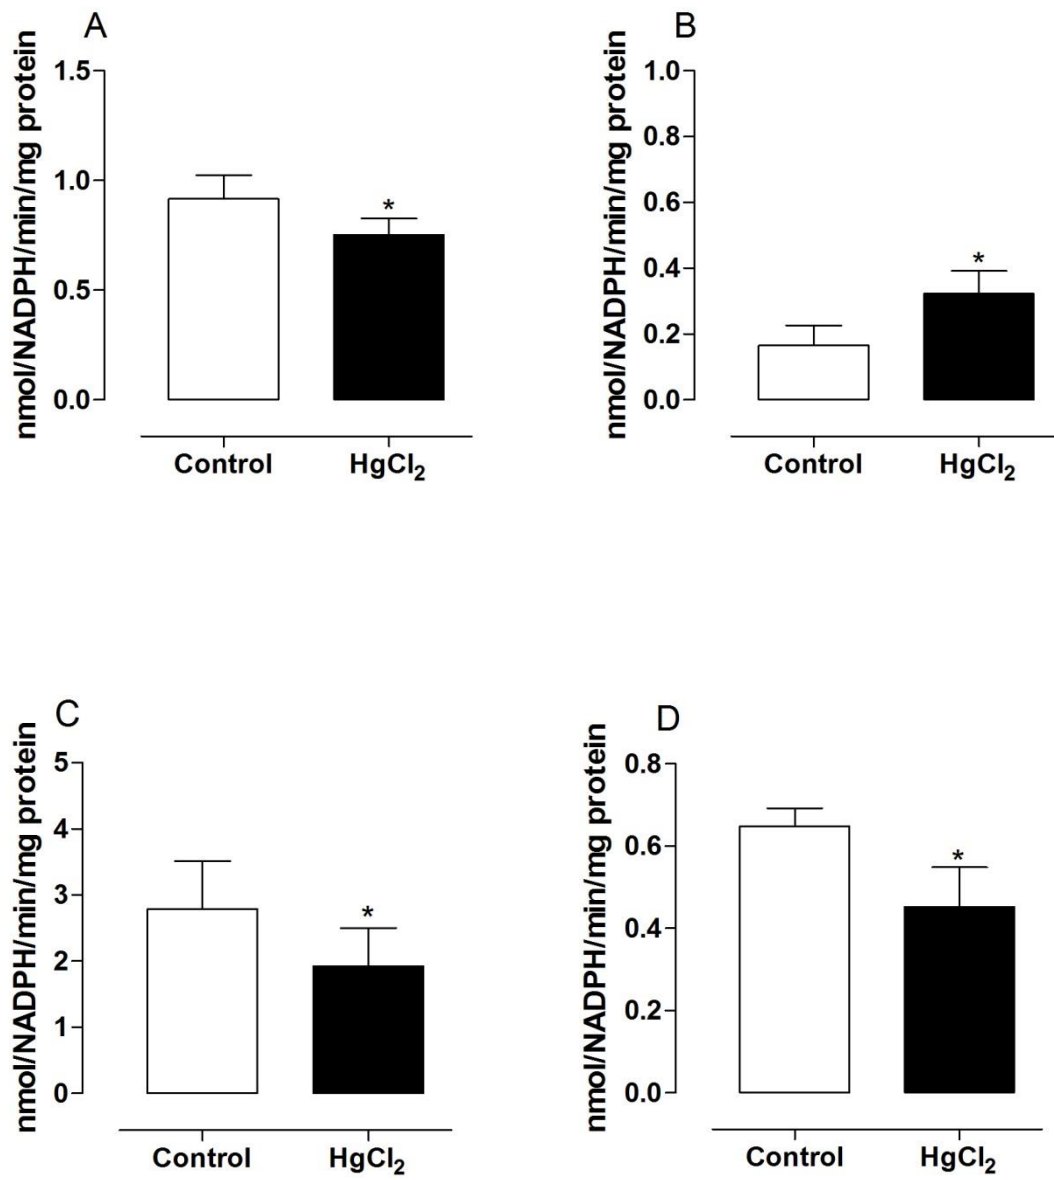 A
nmol/NADPH/min/mg protein
1.5
1.0
0.5
0.0
*
Control
HgCl₂
B
nmol/NADPH/min/mg protein
1.0
0.8
0.6
0.4
0.2
0.0
*
Control
HgCl₂
C
nmol/NADPH/min/mg protein
5
4
3
2
1
0
*
Control
HgCl₂
D
nmol/NADPH/min/mg protein
0.8
0.6
0.4
0.2
0.0
*
Control
HgCl₂